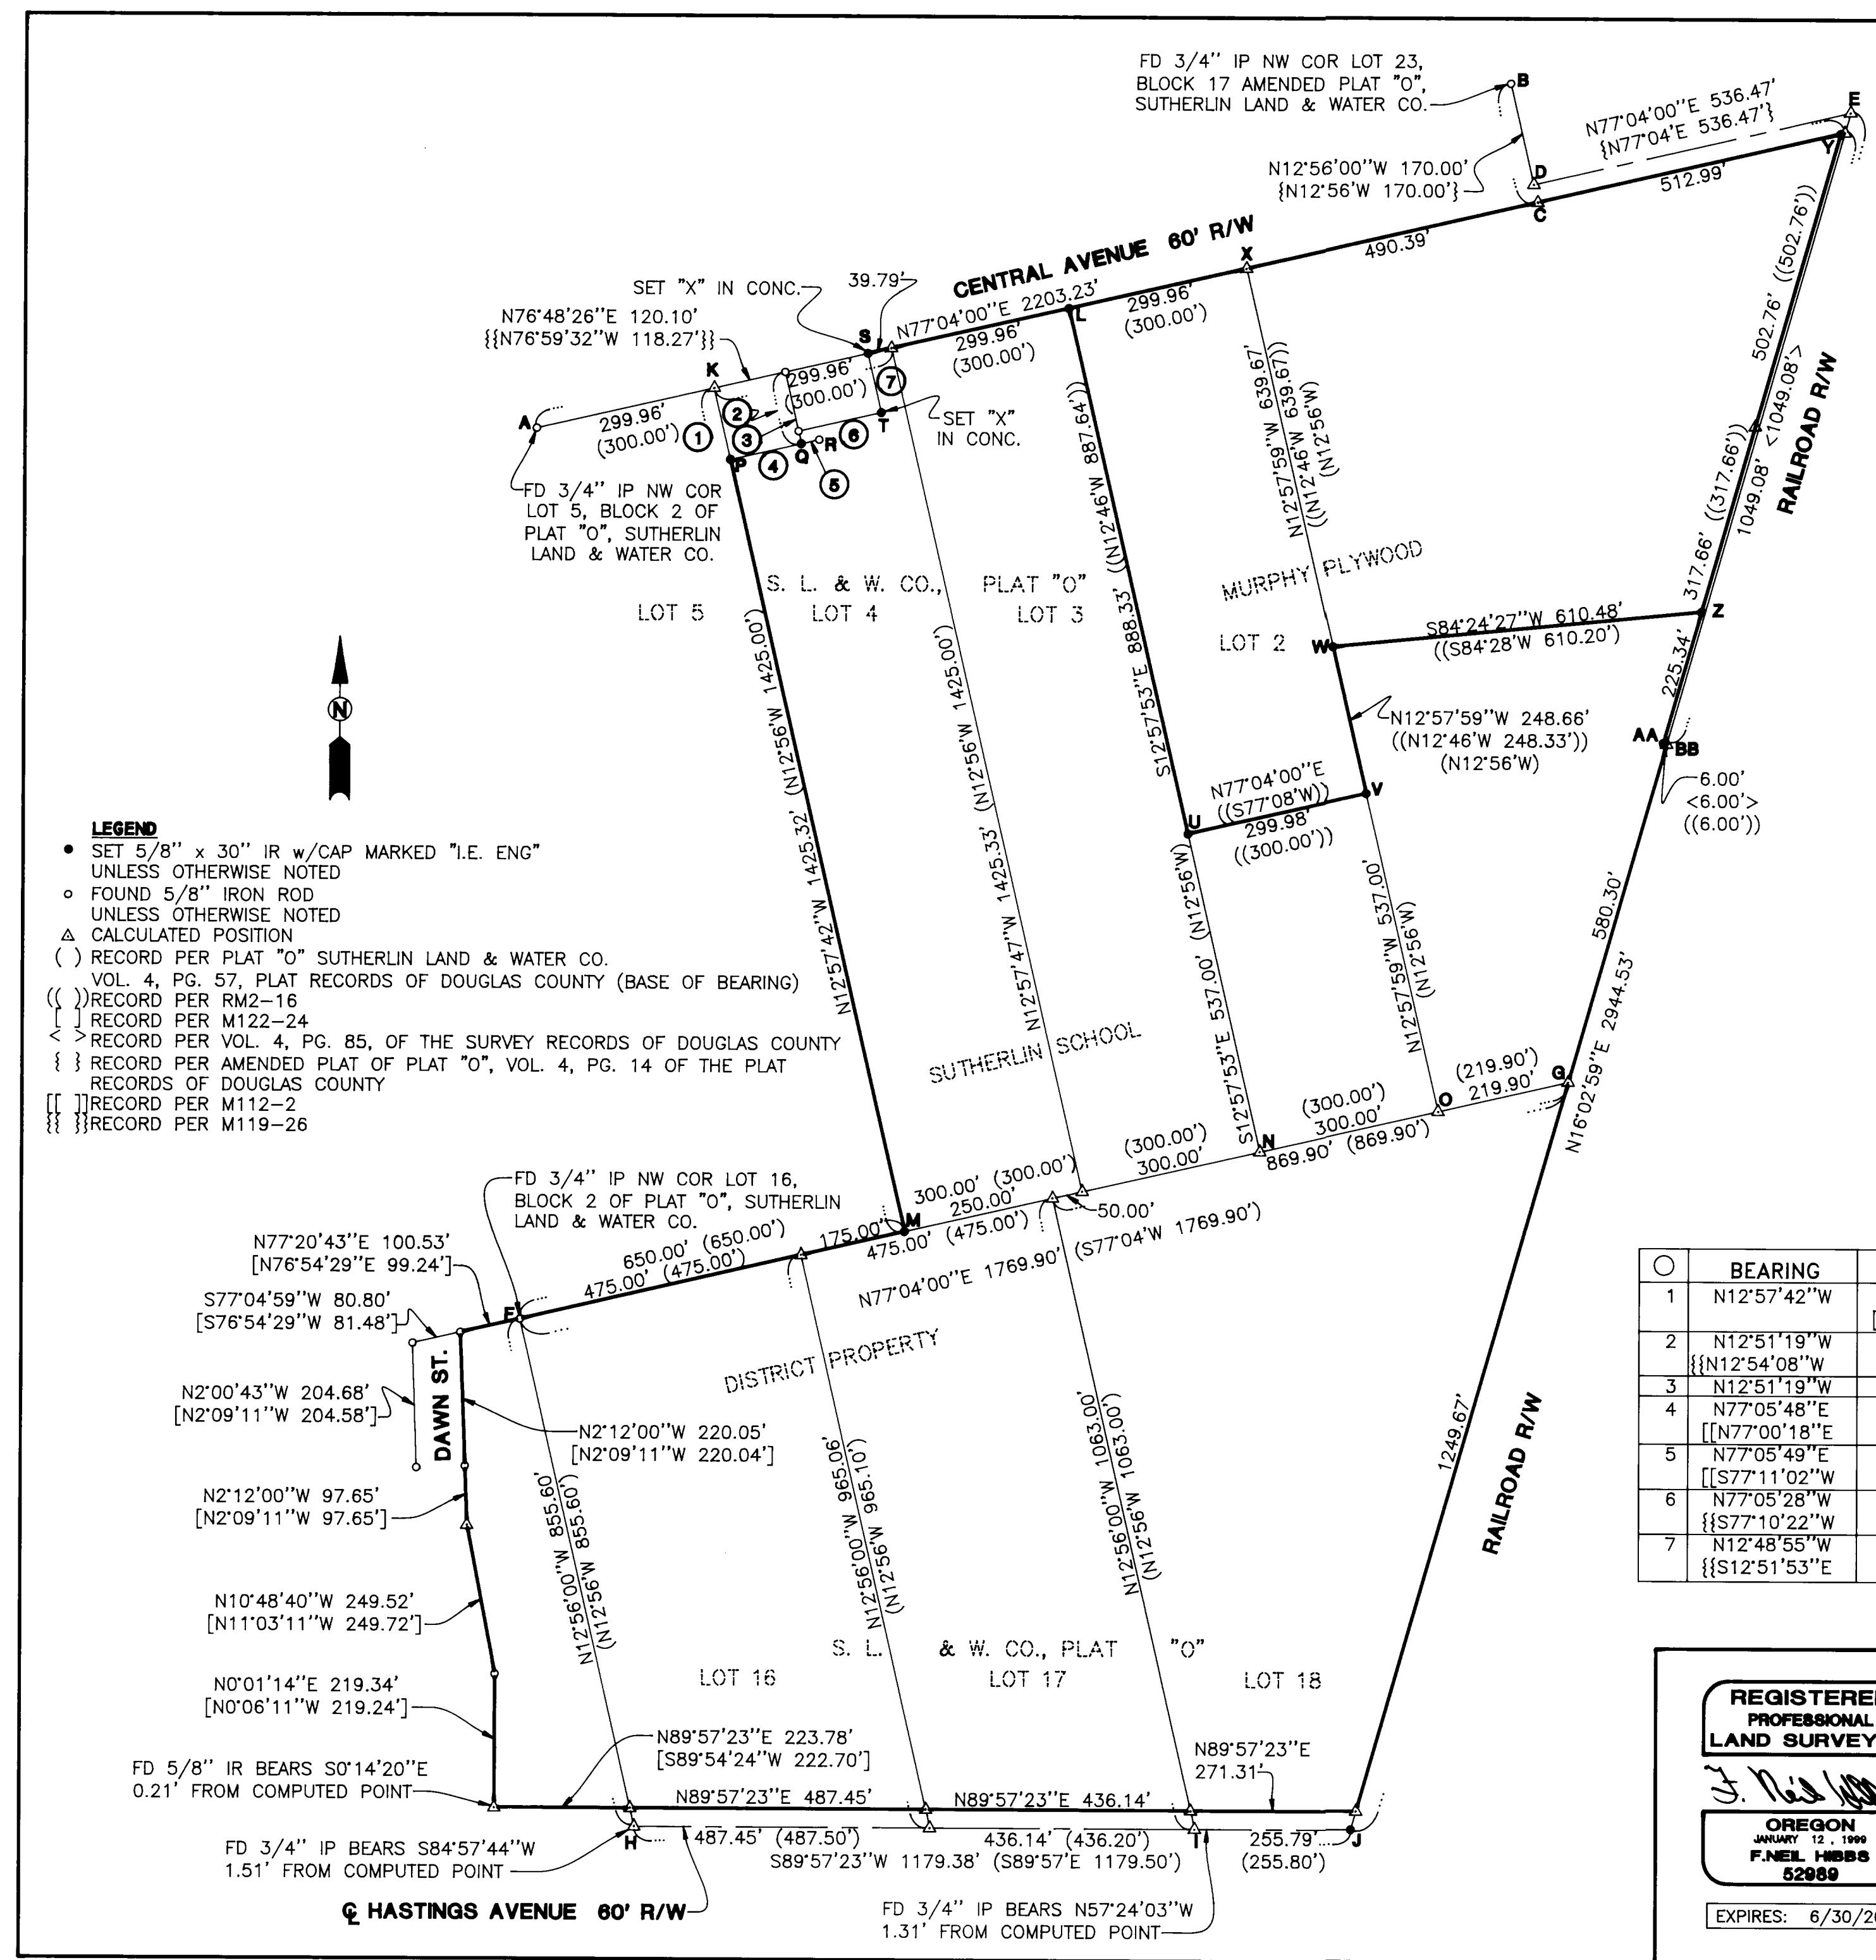 FD 3/4" IP NW COR LOT 23,
BLOCK 17 AMENDED PLAT "O",
SUTHERLIN LAND & WATER CO.
B
N77°04'00"E 536.47'
{N77°04'E 536.47'}
E
Y
N12°56'00"W 170.00'
{N12°56'W 170.00'}
D
C
512.99'
CENTRAL AVENUE 60' R/W
X
490.39'
SET "X" IN CONC.
39.79'
N77°04'00"E 2203.23'
L
299.96'
(300.00')
299.96'
(300.00')
N76°48'26"E 120.10'
{{N76°59'32"W 118.27'}}
S
K
299.96'
(300.00')
7
A
299.96'
(300.00')
1
2
3
4
P
Q
R
5
6
T
SET "X"
IN CONC.
FD 3/4" IP NW COR
LOT 5, BLOCK 2 OF
PLAT "O", SUTHERLIN
LAND & WATER CO.
502.76' ((502.76'))
RAILROAD R/W
1049.08' <1049.08'>
317.66' ((317.66'))
N12°57'59"W 639.67'
((N12°46'W 639.67'))
(N12°56'W)
S12°57'53"E 888.33' ((N12°46'W 887.64'))
S. L. & W. CO., PLAT "O"
LOT 5 LOT 4 LOT 3
MURPHY PLYWOOD
LOT 2
W
S84°24'27"W 610.48'
((S84°28'W 610.20')
Z
225.34'
AA
BB
6.00'
<6.00'>
((6.00'))
N12°57'59"W 248.66'
((N12°46'W 248.33'))
(N12°56'W)
N77°04'00"E
((S77°08'W))
U
V
299.98'
((300.00'))
N12°57'42"W 1425.32' (N12°56'W 1425.00')
N12°57'47"W 1425.33' (N12°56'W 1425.00')
S12°57'53"E 537.00' (N12°56'W)
N12°57'59"W 537.00'
(N12°56'W)
580.30'
N16°02'59"E 2944.53'
N
LEGEND
SET 5/8" x 30" IR w/CAP MARKED "I.E. ENG"
UNLESS OTHERWISE NOTED
FOUND 5/8" IRON ROD
UNLESS OTHERWISE NOTED
CALCULATED POSITION
( ) RECORD PER PLAT "O" SUTHERLIN LAND & WATER CO.
VOL. 4, PG. 57, PLAT RECORDS OF DOUGLAS COUNTY (BASE OF BEARING)
(( )) RECORD PER RM2-16
[ ] RECORD PER M122-24
< > RECORD PER VOL. 4, PG. 85, OF THE SURVEY RECORDS OF DOUGLAS COUNTY
{ } RECORD PER AMENDED PLAT OF PLAT "O", VOL. 4, PG. 14 OF THE PLAT
RECORDS OF DOUGLAS COUNTY
[[ ]] RECORD PER M112-2
{{ }} RECORD PER M119-26
SUTHERLIN SCHOOL
G
(219.90')
219.90'
O
(300.00')
300.00'
N
869.90' (869.90')
(300.00')
300.00'
300.00' (300.00')
250.00'
50.00'
M
475.00' (475.00')
N77°04'00"E 1769.90' (S77°04'W 1769.90')
175.00'
650.00' (650.00')
475.00' (475.00')
FD 3/4" IP NW COR LOT 16,
BLOCK 2 OF PLAT "O", SUTHERLIN
LAND & WATER CO.
N77°20'43"E 100.53'
[N76°54'29"E 99.24']
F
S77°04'59"W 80.80'
[S76°54'29"W 81.48']
DAWN ST.
DISTRICT PROPERTY
N2°00'43"W 204.68'
[N2°09'11"W 204.58']
N2°12'00"W 220.05'
[N2°09'11"W 220.04']
N2°12'00"W 97.65'
[N2°09'11"W 97.65']
N12°56'00"W 855.60'
(N12°56'W 855.60')
N12°56'00"W 965.06'
(N12°56'W 965.10')
N12°56'00"W 1063.00'
(N12°56'W 1063.00')
1249.67'
RAILROAD R/W
N10°48'40"W 249.52'
[N11°03'11"W 249.72']
S. L. & W. CO., PLAT "O"
LOT 16 LOT 17 LOT 18
N0°01'14"E 219.34'
[N0°06'11"W 219.24']
N89°57'23"E 223.78'
[S89°54'24"W 222.70']
N89°57'23"E
271.31'
FD 5/8" IR BEARS S0°14'20"E
0.21' FROM COMPUTED POINT
N89°57'23"E 487.45'
N89°57'23"E 436.14'
H
I
J
487.45' (487.50')
436.14' (436.20')
255.79'
(255.80')
S89°57'23"W 1179.38' (S89°57'E 1179.50')
FD 3/4" IP BEARS S84°57'44"W
1.51' FROM COMPUTED POINT
℄ HASTINGS AVENUE 60' R/W
FD 3/4" IP BEARS N57°24'03"W
1.31' FROM COMPUTED POINT
BEARING
1 N12°57'42"W
[
2 N12°51'19"W
{{N12°54'08"W
3 N12°51'19"W
4 N77°05'48"E
[[N77°00'18"E
5 N77°05'49"E
[[S77°11'02"W
6 N77°05'28"W
{{S77°10'22"W
7 N12°48'55"W
{{S12°51'53"E
REGISTERE
PROFESSIONAL
LAND SURVEY
OREGON
JANUARY 12, 1999
F.NEIL HIBBS
52989
EXPIRES: 6/30/20